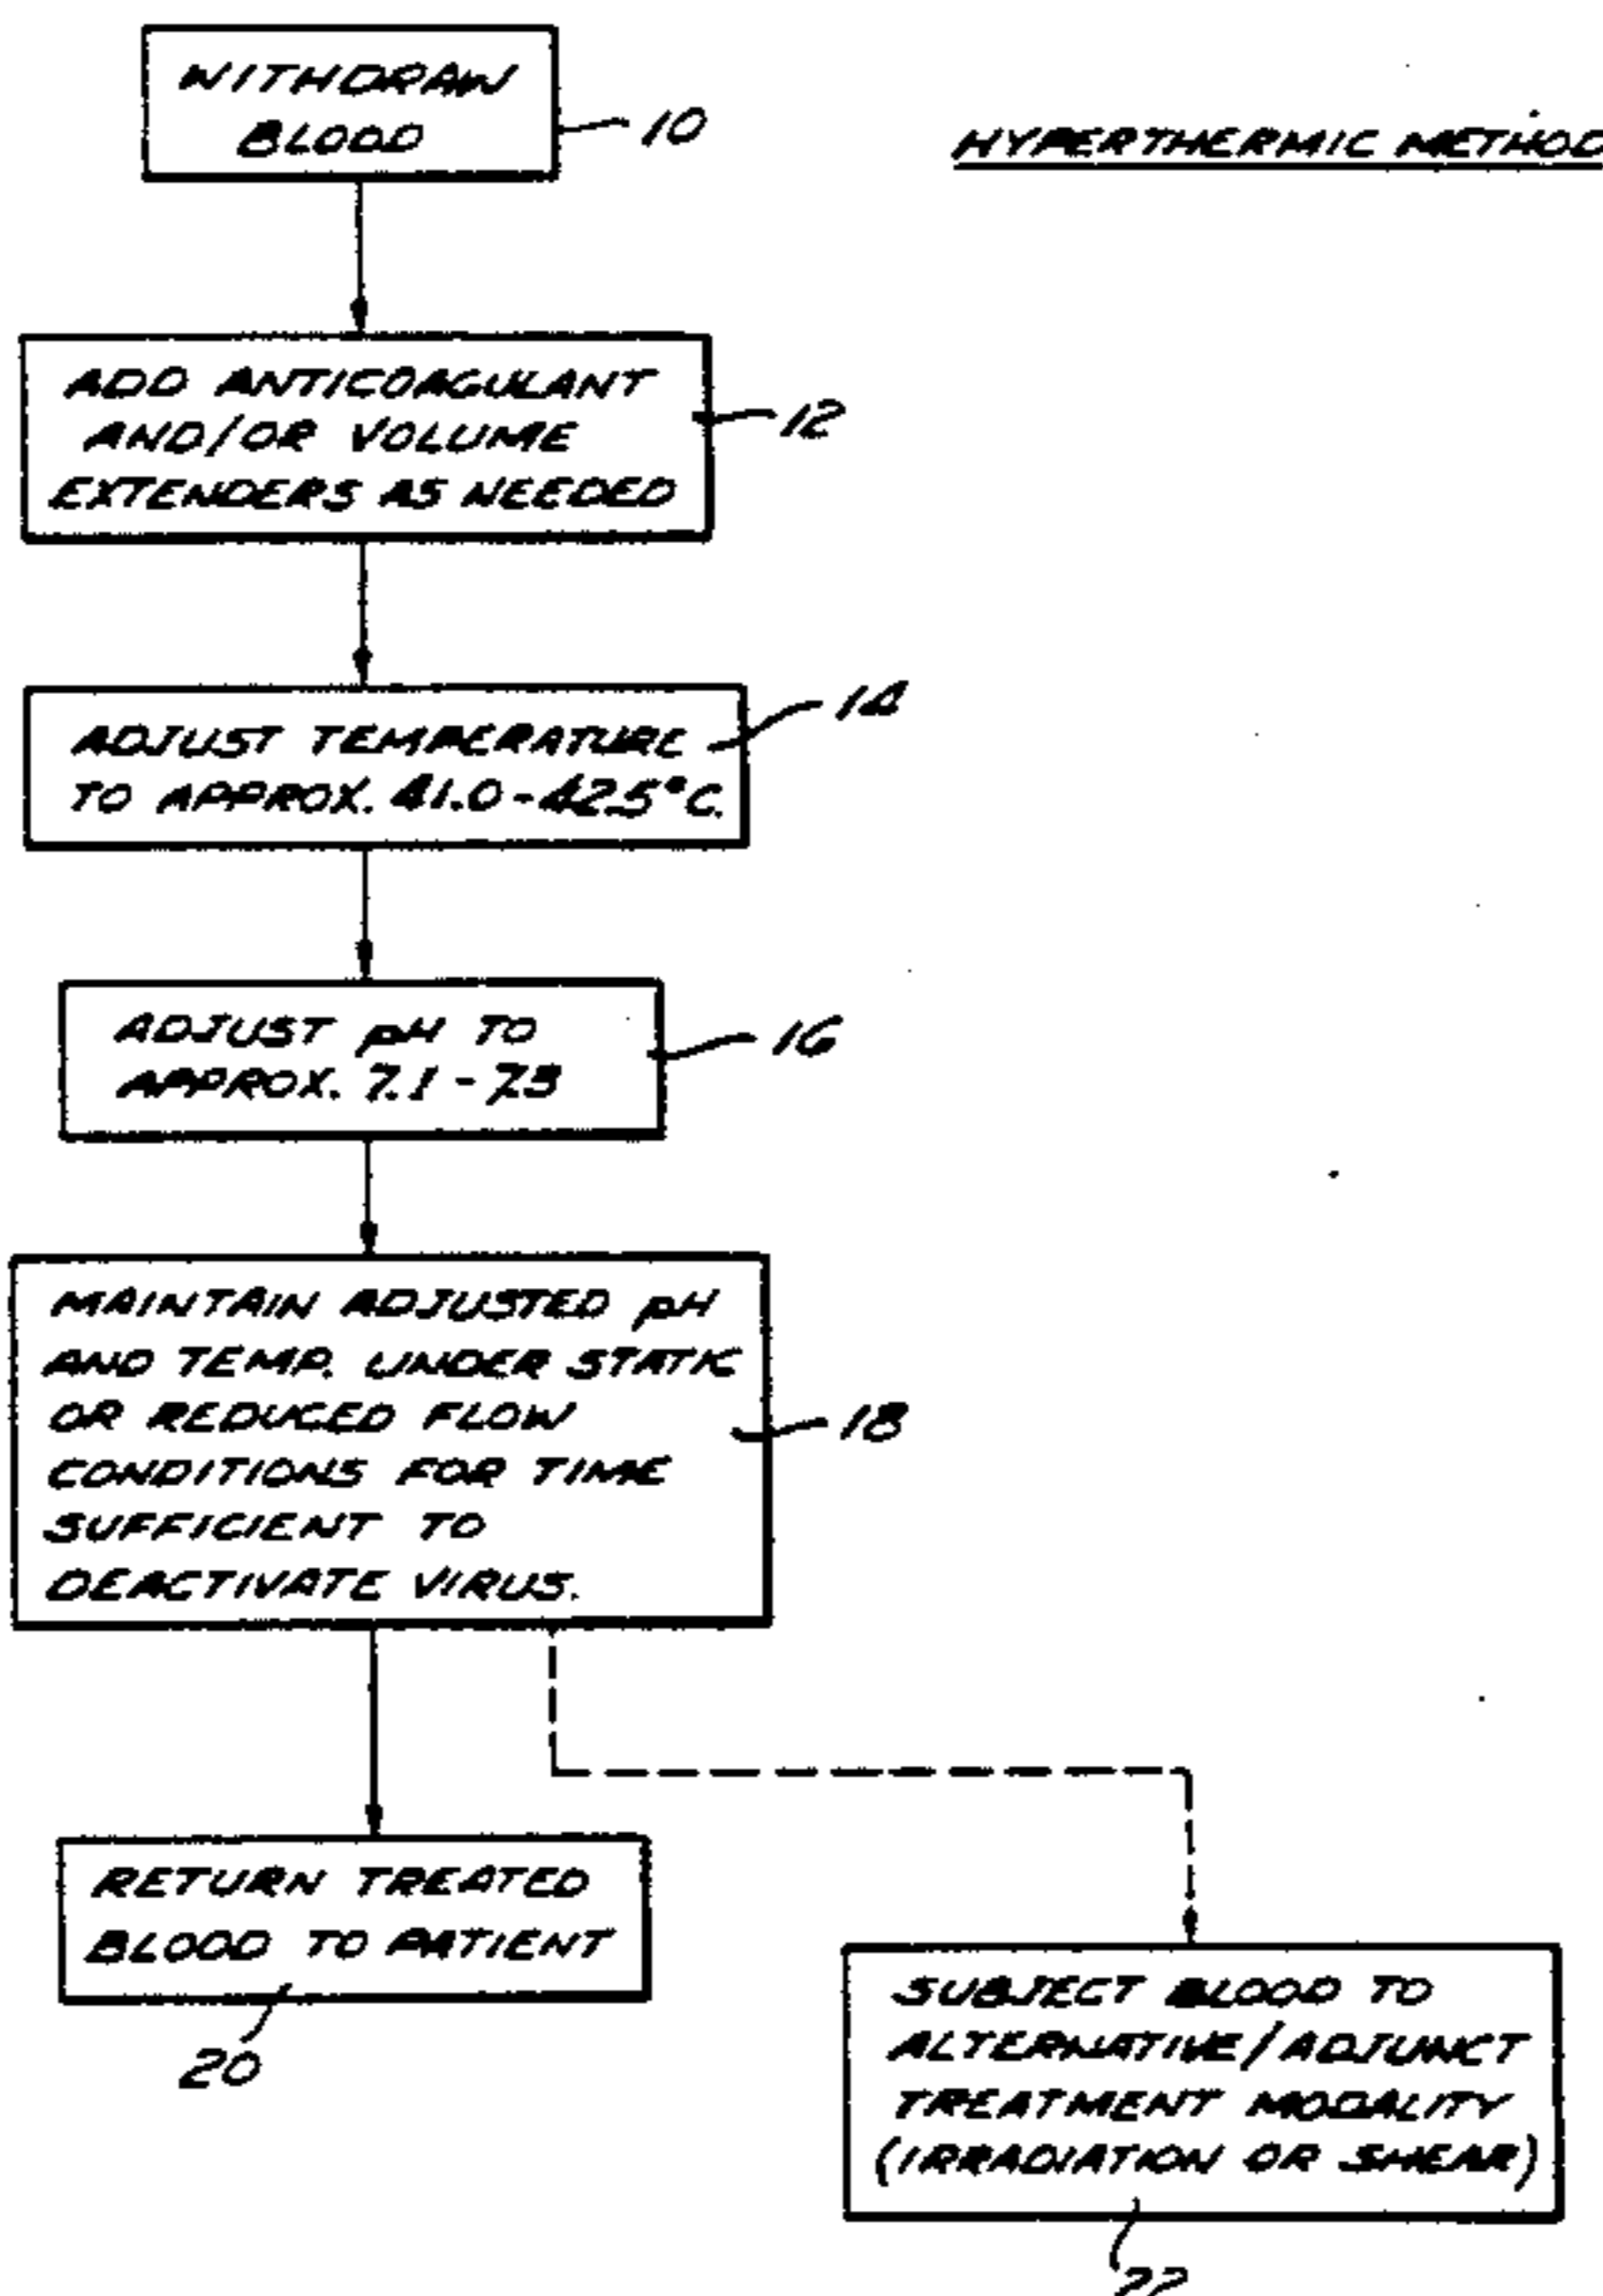 WITHDRAW
BLOOD
10
HYPERTHERMIC METHOD
ADD ANTICOAGULANT
AND/OR VOLUME
EXTENDERS AS NEEDED
12
14
ADJUST TEMPERATURE
TO APPROX. 41.0-42.5°C.
ADJUST pH TO
APPROX. 7.1-7.3
16
MAINTAIN ADJUSTED pH
AND TEMP. UNDER STATIC
OR REDUCED FLOW
CONDITIONS FOR TIME
SUFFICIENT TO
DEACTIVATE VIRUS.
18
RETURN TREATED
BLOOD TO PATIENT
20
SUBJECT BLOOD TO
ALTERNATIVE/ADJUNCT
TREATMENT MODALITY
(IRRADIATION OR SHEAR)
22